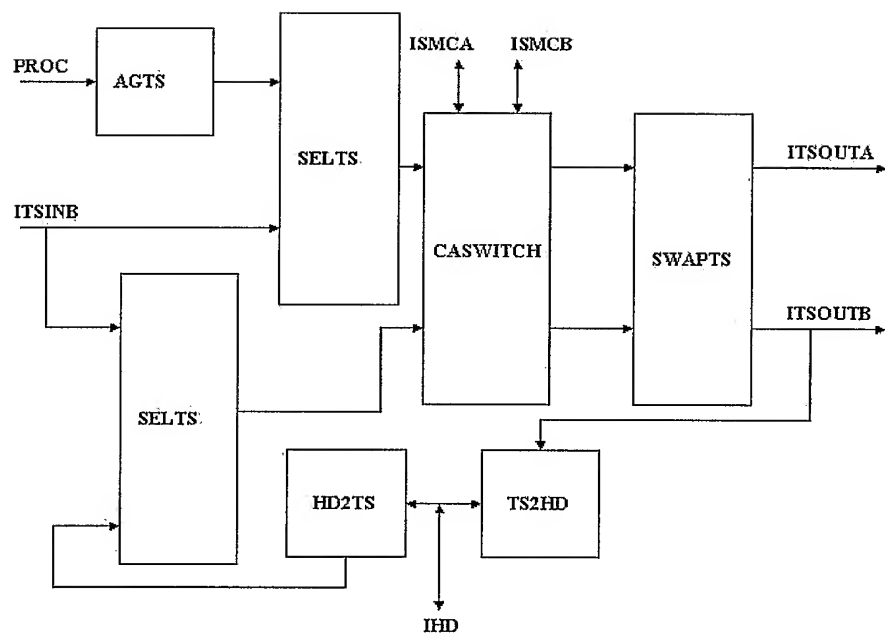 ISMCA
ISMCB
PROC
AGTS
SELTS
ITSOUTA
ITSINB
CASWITCH
SWAPTS
ITSOUTB
SELTS
HD2TS
TS2HD
IHD